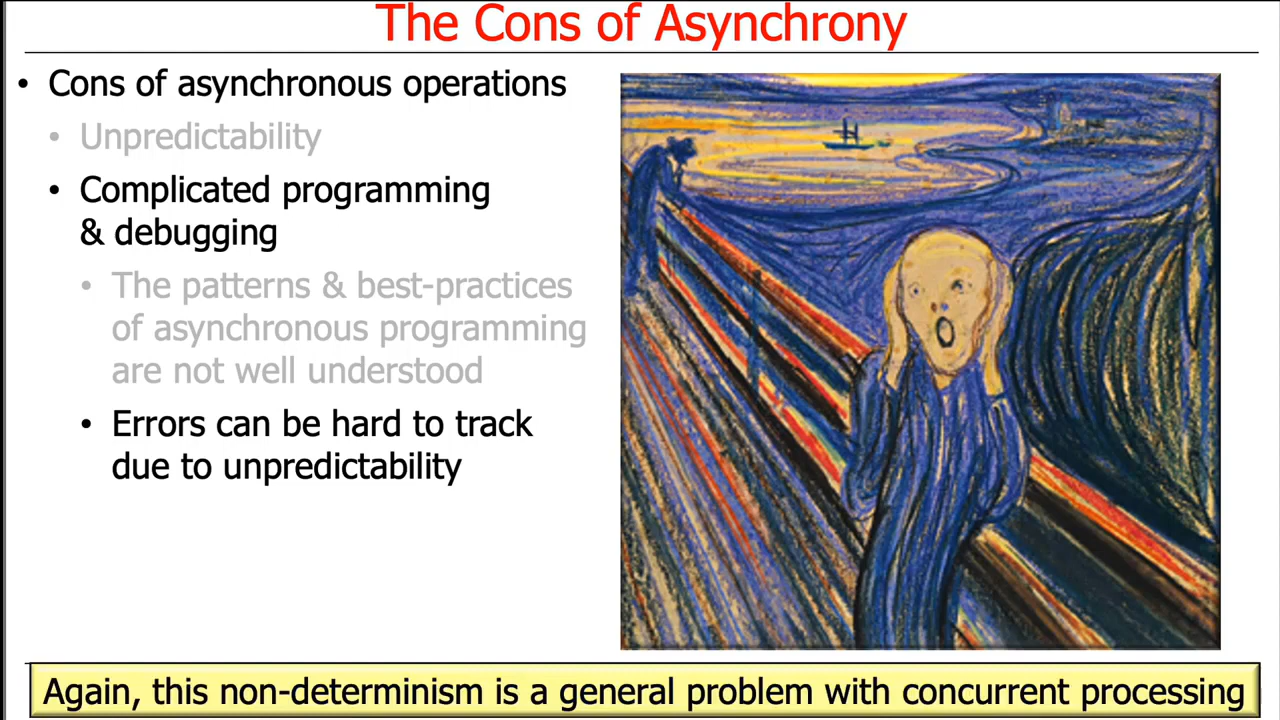 The Cons of Asynchrony
• Cons of asynchronous operations
• Unpredictability
• Complicated programming
& debugging
• The patterns & best-practices
of asynchronous programming
are not well understood
• Errors can be hard to track
due to unpredictability
Again, this non-determinism is a general problem with concurrent processing